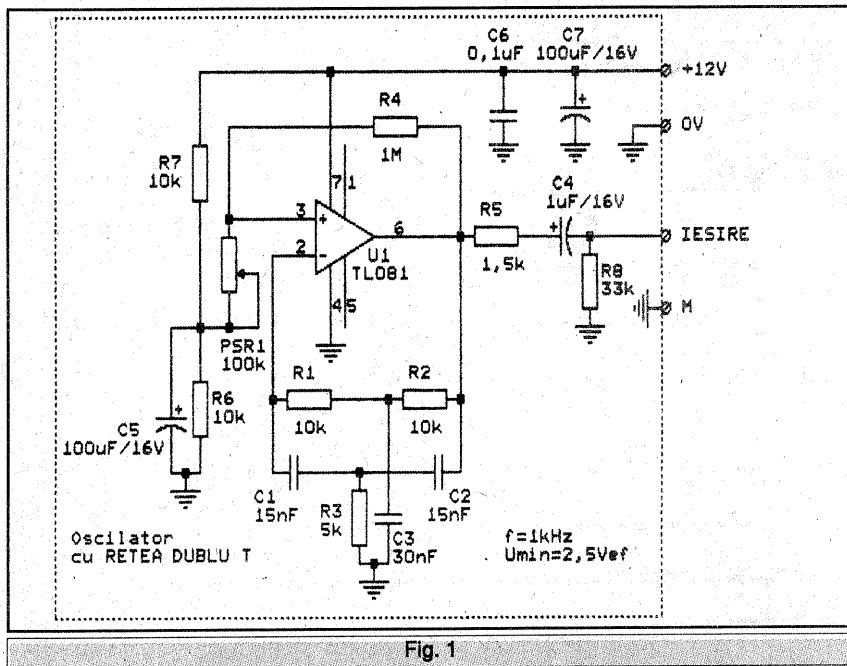 C6
0,1uF
C7
100uF/16V
+12V
R4
1M
0V
R7
10k
7 1
3
+
2
-
6
U1
TL081
4 5
R5
1,5k
C4
1uF/16V
+
IESIRE
R8
33k
M
PSR1
100k
R1
10k
R2
10k
R6
10k
+
C5
100uF/16V
C1
15nF
C2
15nF
R3
5k
C3
30nF
+
Oscilator
cu RETEA DUBLU T
f=1kHz
Umin=2,5Vef
Fig. 1